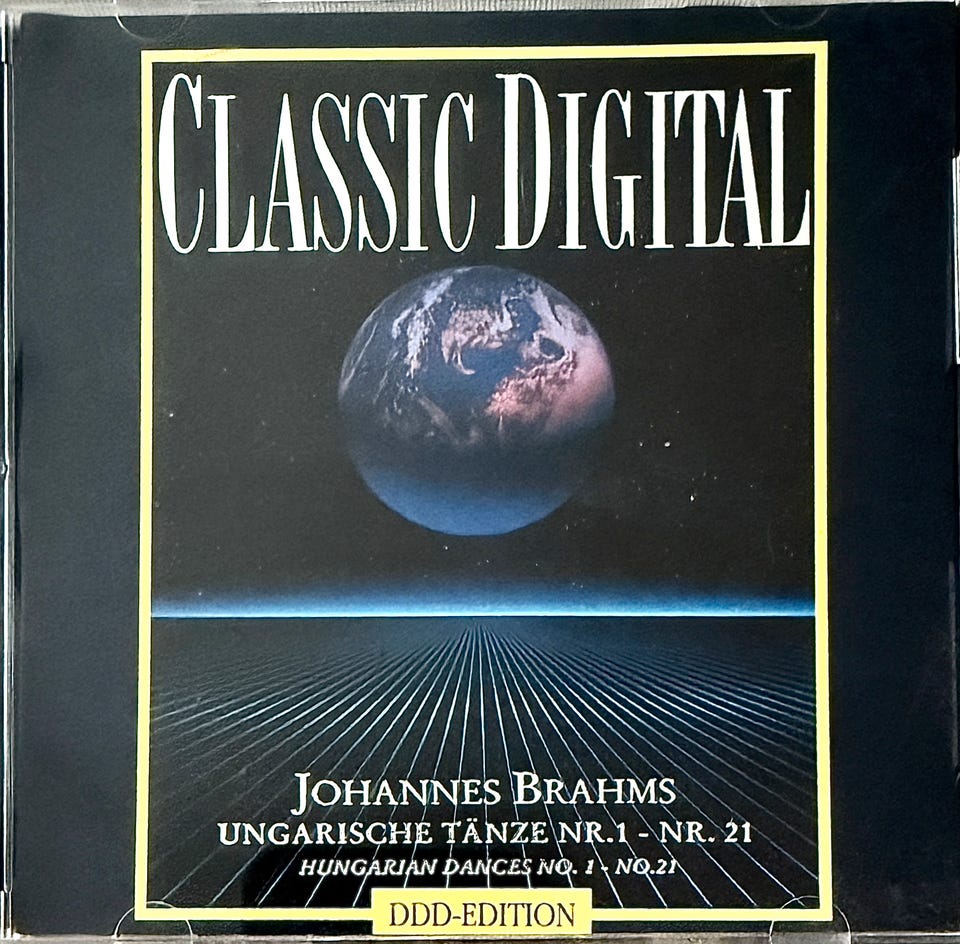 CLASSIC DIGITAL
JOHANNES BRAHMS
UNGARISCHE TÄNZE NR.1 - NR. 21
HUNGARIAN DANCES NO. 1 - NO.21
DDD-EDITION